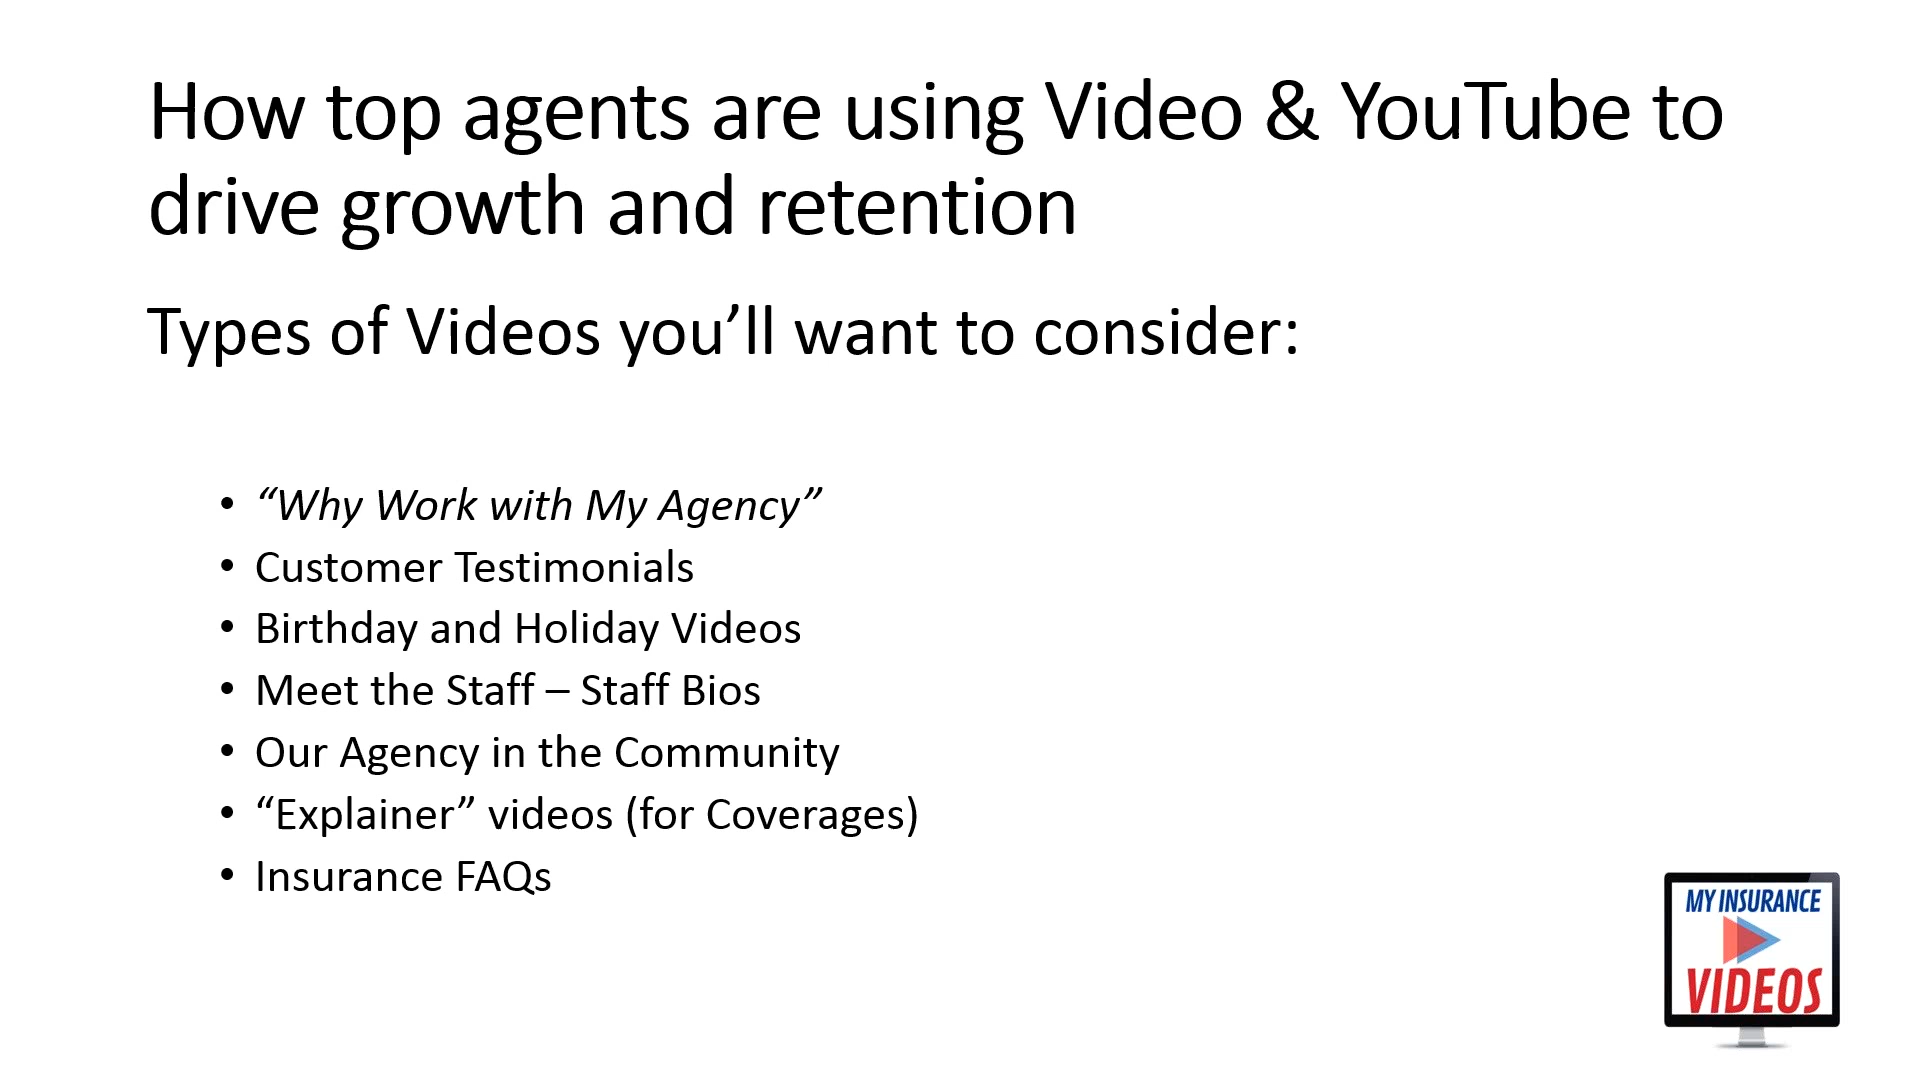 How top agents are using Video & YouTube to
drive growth and retention
Types of Videos you’ll want to consider:
• “Why Work with My Agency”
• Customer Testimonials
• Birthday and Holiday Videos
• Meet the Staff – Staff Bios
• Our Agency in the Community
• “Explainer” videos (for Coverages)
• Insurance FAQs
MY INSURANCE
VIDEOS